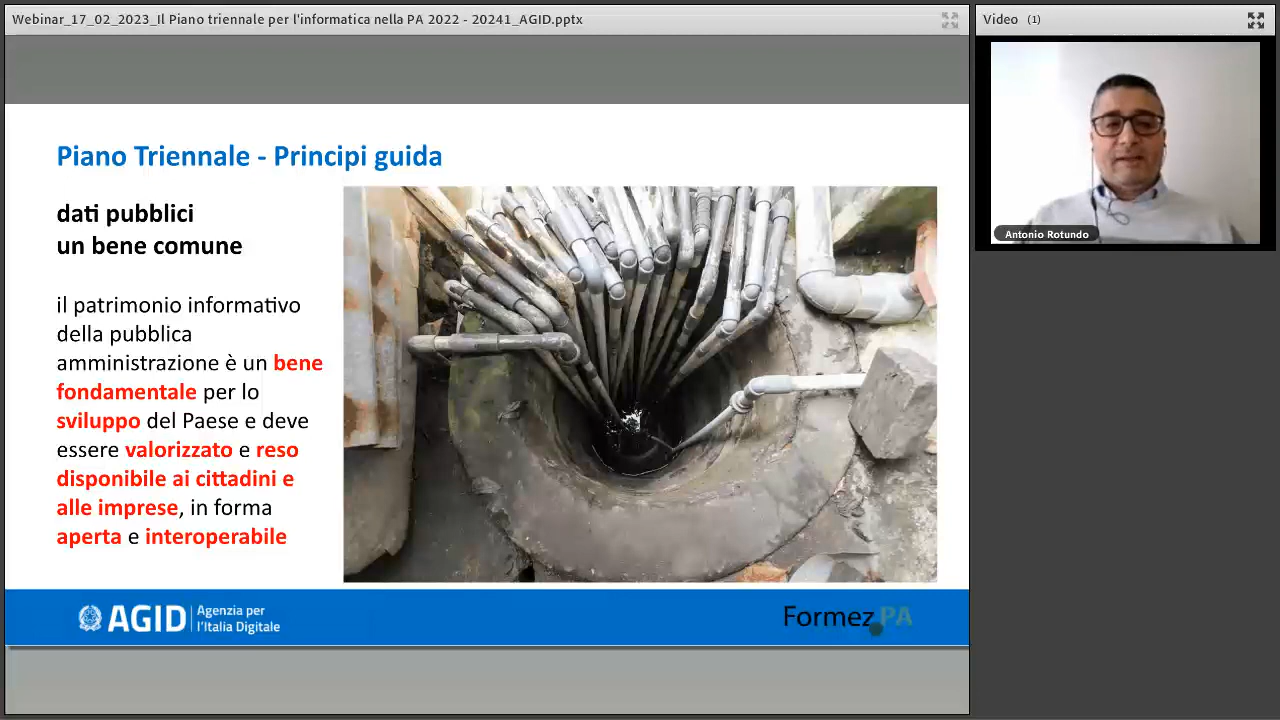 Webinar_17_02_2023_Il Piano triennale per l'informatica nella PA 2022 - 20241_AGID.pptx
Video (1)
Antonio Rotundo
Piano Triennale - Principi guida
dati pubblici
un bene comune
il patrimonio informativo
della pubblica
amministrazione è un bene
fondamentale per lo
sviluppo del Paese e deve
essere valorizzato e reso
disponibile ai cittadini e
alle imprese, in forma
aperta e interoperabile
AGID
Agenzia per
l'Italia Digitale
Formez PA